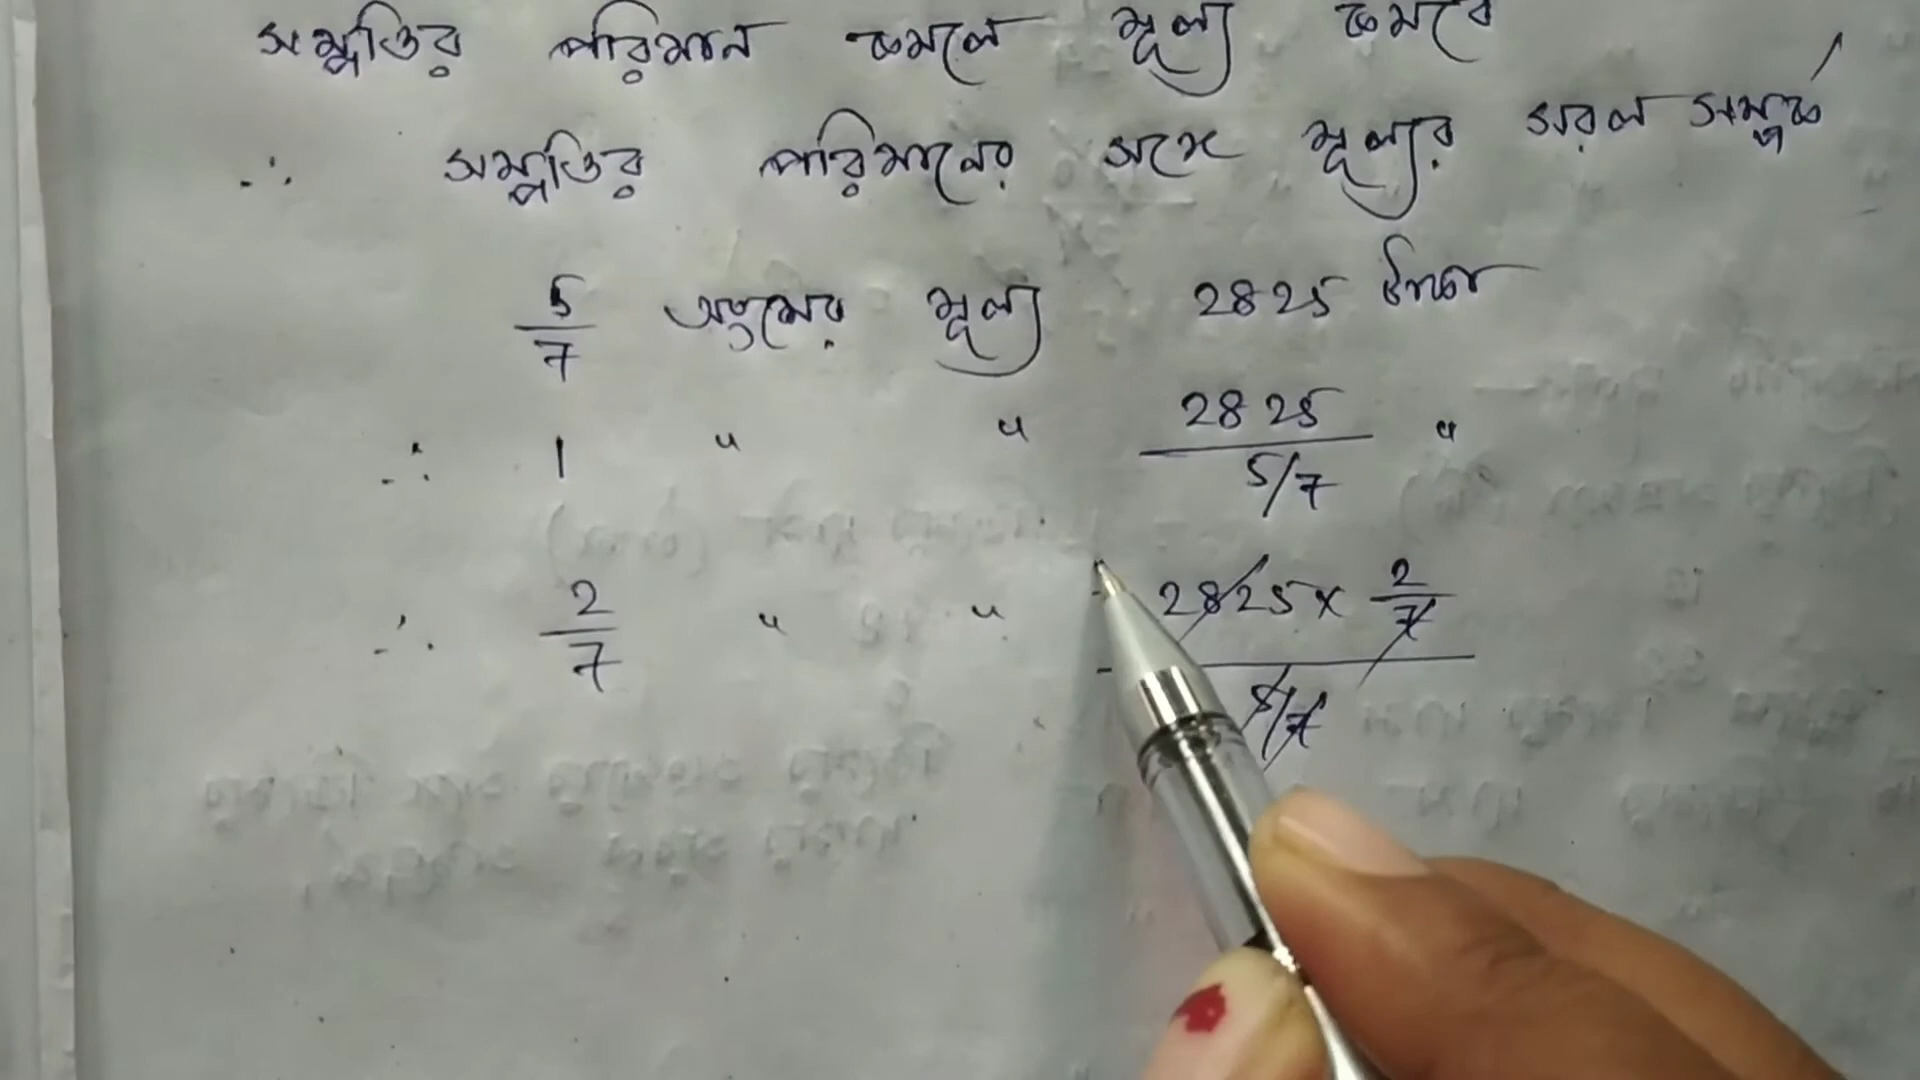 সম্পত্তির পরিমান কমলে মূল্য কমবে
∴ সম্পত্তির পরিমানের সঙ্গে মূল্যের সরল সম্পর্ক
5/7 অংশের মূল্য 2825 টাকা
∴ 1 " " 2825 / 5/7 "
∴ 2/7 " " 2825 × 2/7 / 5/7